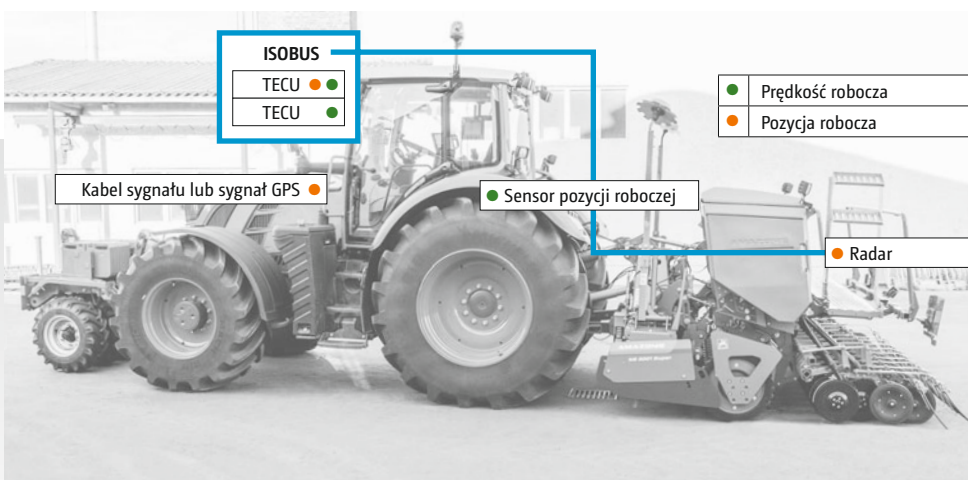 ISOBUS
TECU
TECU
Prędkość robocza
Pozycja robocza
Kabel sygnału lub sygnał GPS
Sensor pozycji roboczej
Radar